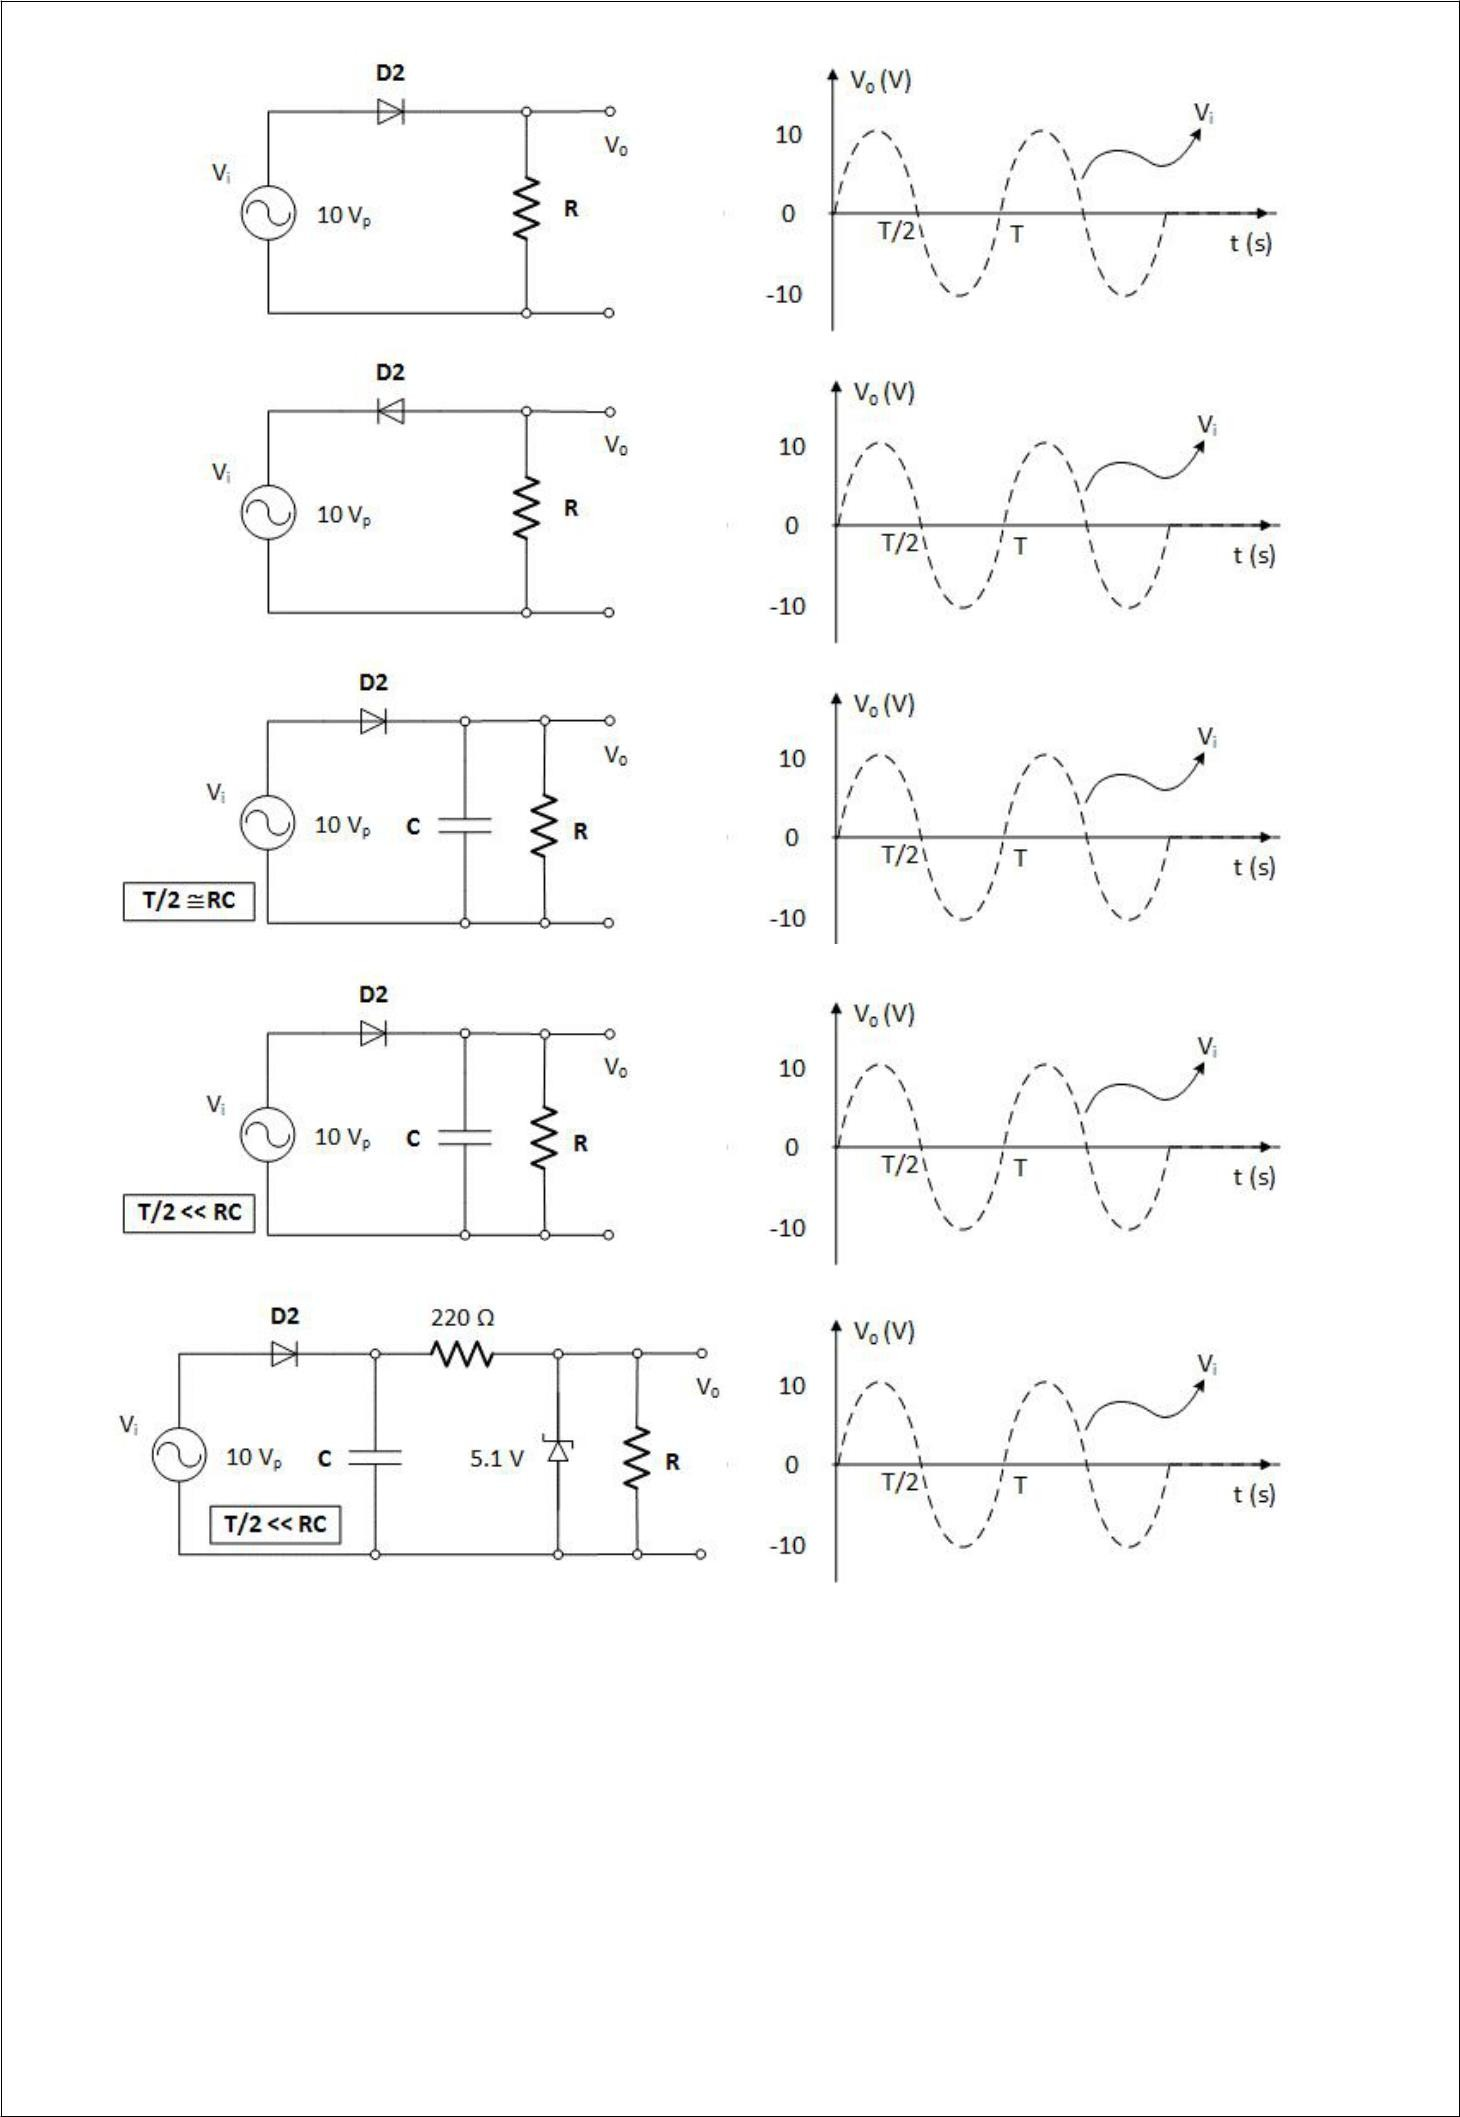 D2
Vi
10 Vp
R
Vo
Vo (V)
10
0
-10
T/2
T
t (s)
Vi
D2
Vi
10 Vp
R
Vo
Vo (V)
10
0
-10
T/2
T
t (s)
Vi
D2
Vi
10 Vp
C
R
Vo
T/2 ≅RC
Vo (V)
10
0
-10
T/2
T
t (s)
Vi
D2
Vi
10 Vp
C
R
Vo
T/2 << RC
Vo (V)
10
0
-10
T/2
T
t (s)
Vi
D2
220 Ω
Vi
10 Vp
C
5.1 V
R
Vo
T/2 << RC
Vo (V)
10
0
-10
T/2
T
t (s)
Vi